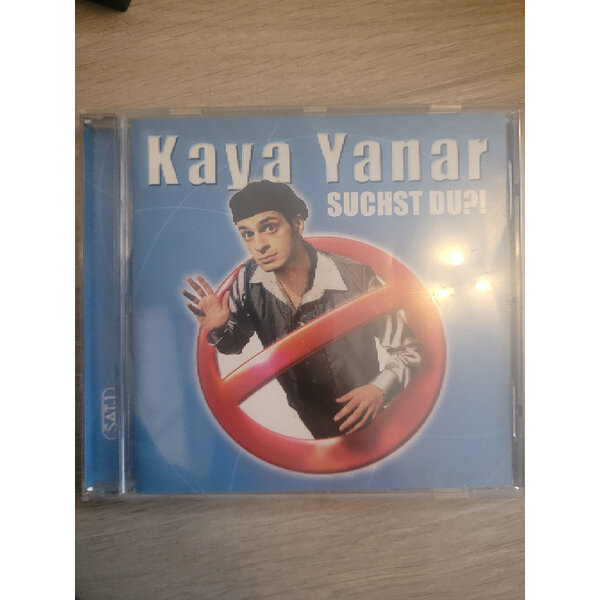 Kaya Yanar
SUCHST DU?!
SAT.1